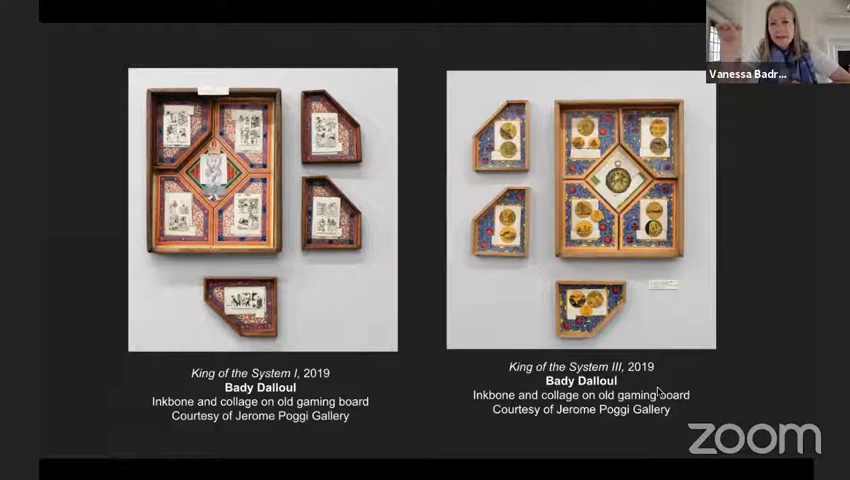 Vanessa Badr...
King of the System I, 2019
Bady Dalloul
Inkbone and collage on old gaming board
Courtesy of Jerome Poggi Gallery
King of the System III, 2019
Bady Dalloul
Inkbone and collage on old gaming board
Courtesy of Jerome Poggi Gallery
zoom